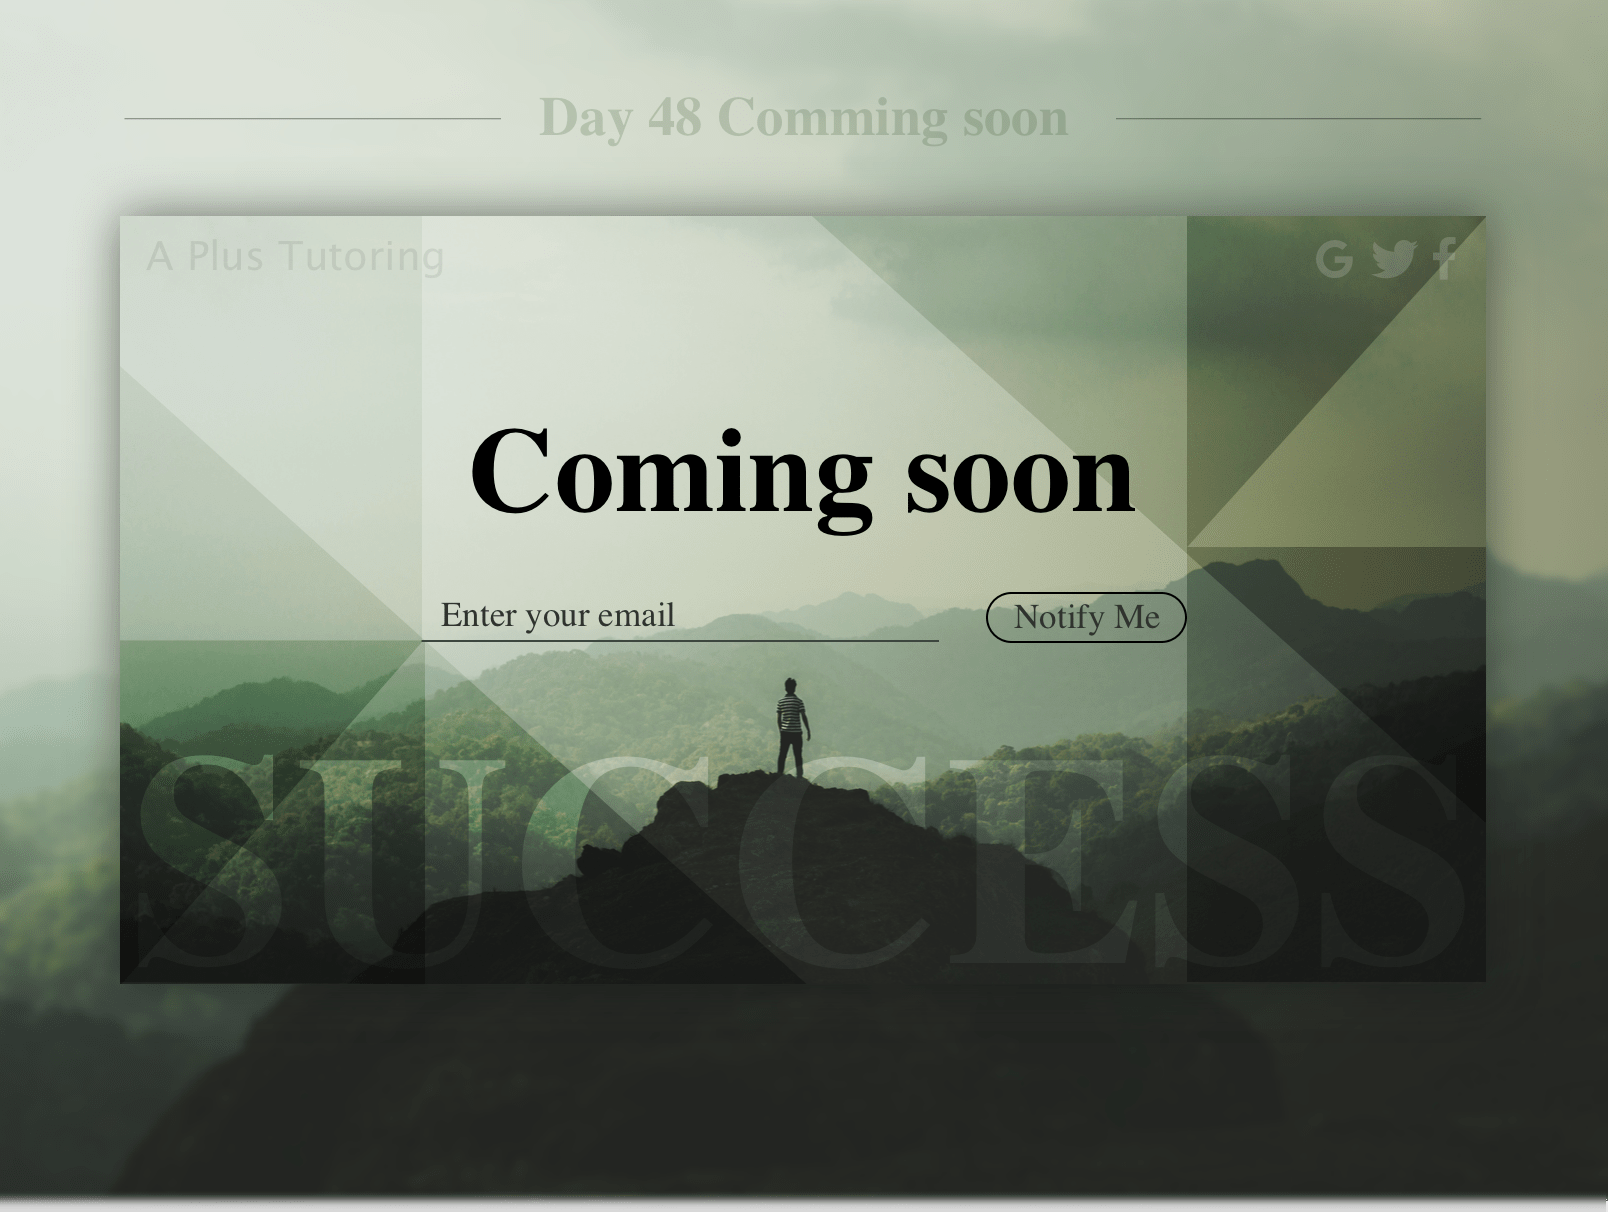 Day 48 Comming soon
A Plus Tutoring
Coming soon
Enter your email
Notify Me
SUCCESS